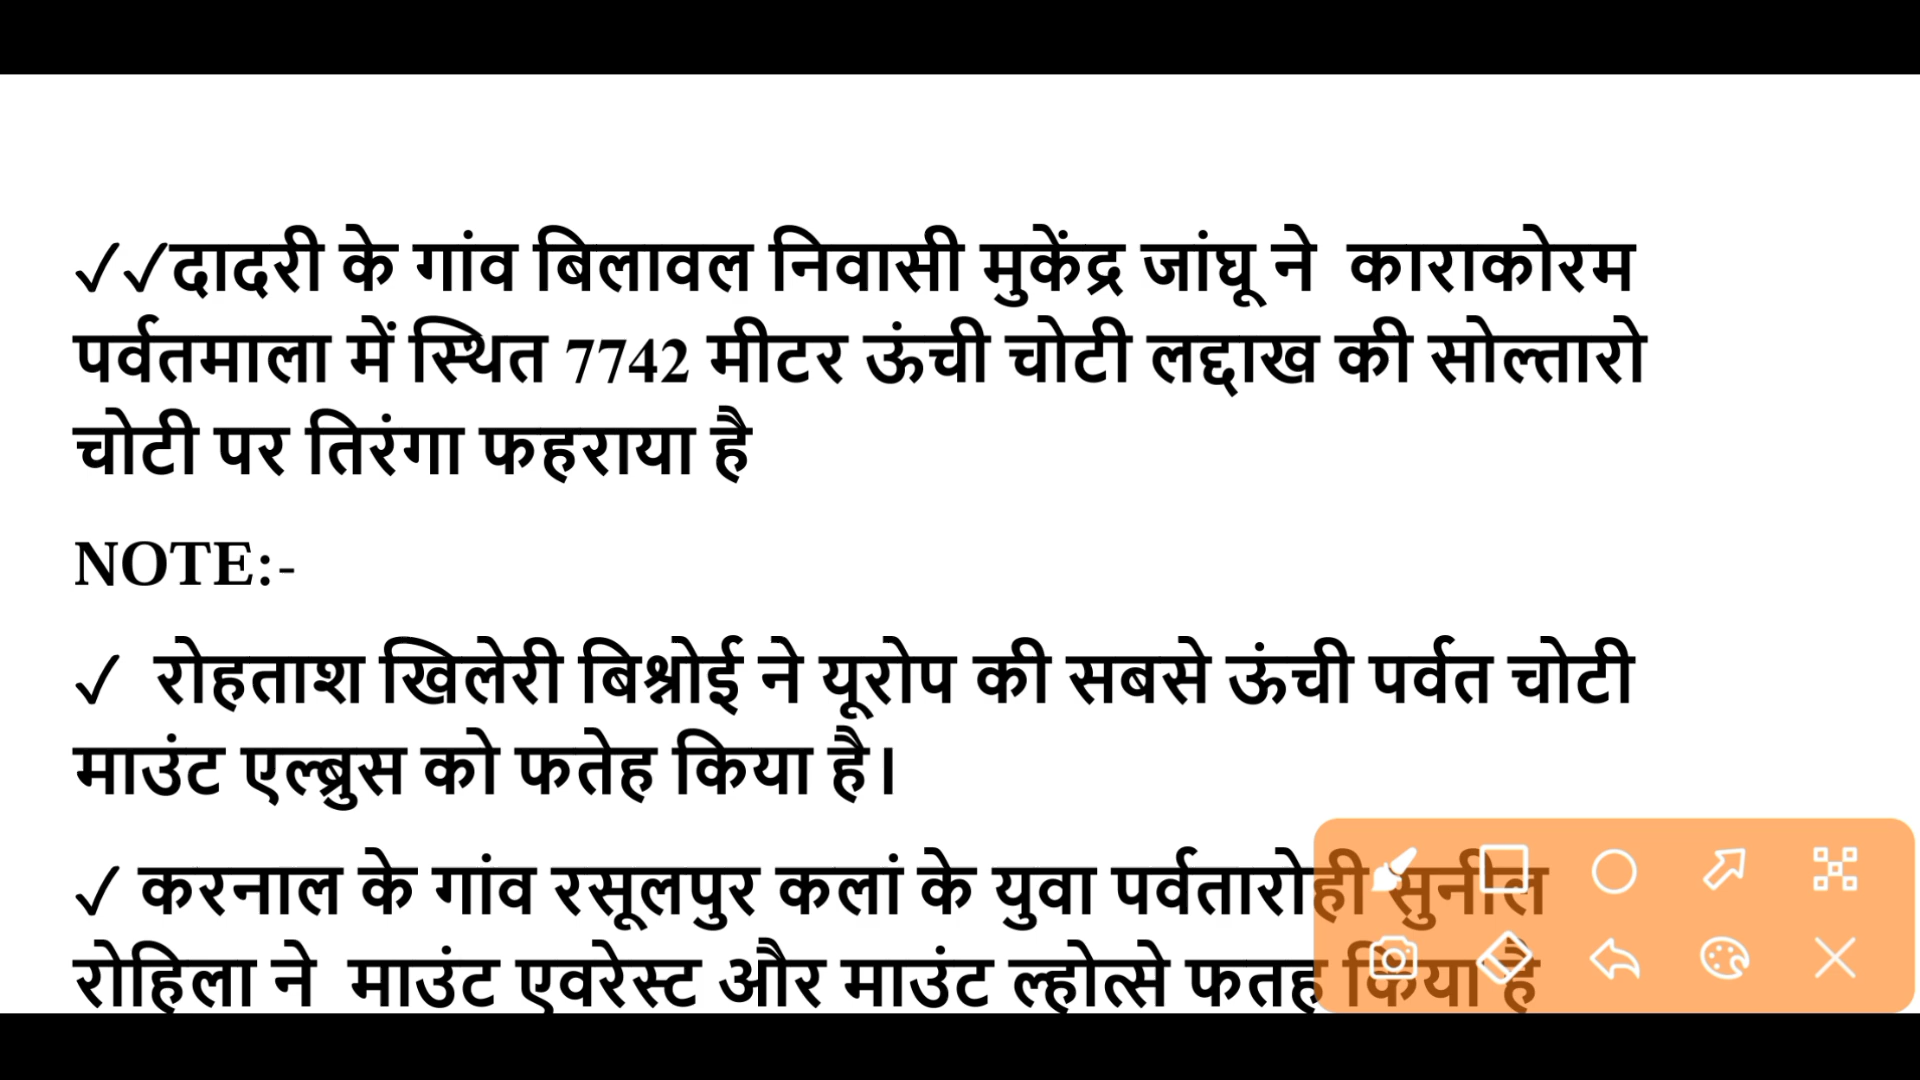 ✓✓दादरी के गांव बिलावल निवासी मुकेंद्र जांघू ने काराकोरम
पर्वतमाला में स्थित 7742 मीटर ऊंची चोटी लद्दाख की सोल्तारो
चोटी पर तिरंगा फहराया है
NOTE:-
✓ रोहताश खिलेरी बिश्नोई ने यूरोप की सबसे ऊंची पर्वत चोटी
माउंट एल्ब्रुस को फतेह किया है।
✓ करनाल के गांव रसूलपुर कलां के युवा पर्वतारोही सुनील
रोहिला ने माउंट एवरेस्ट और माउंट ल्होत्से फतह किया है